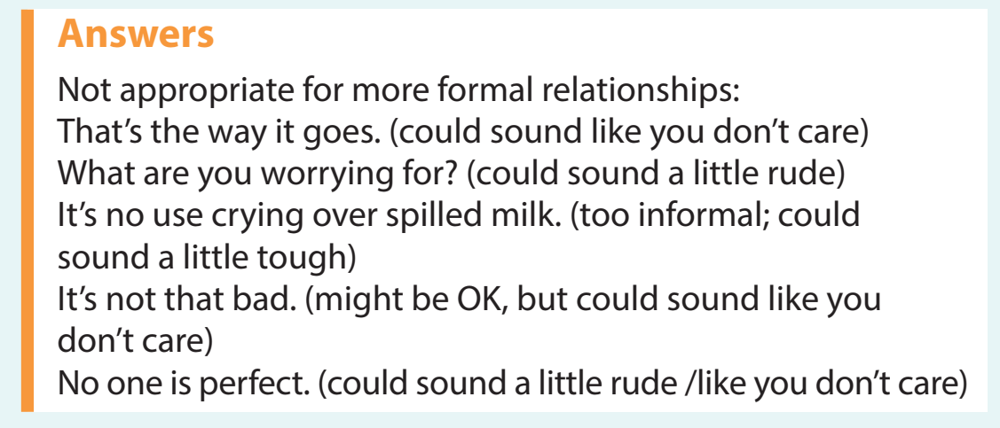 Answers
Not appropriate for more formal relationships:
That’s the way it goes. (could sound like you don’t care)
What are you worrying for? (could sound a little rude)
It’s no use crying over spilled milk. (too informal; could
sound a little tough)
It’s not that bad. (might be OK, but could sound like you
don’t care)
No one is perfect. (could sound a little rude /like you don’t care)